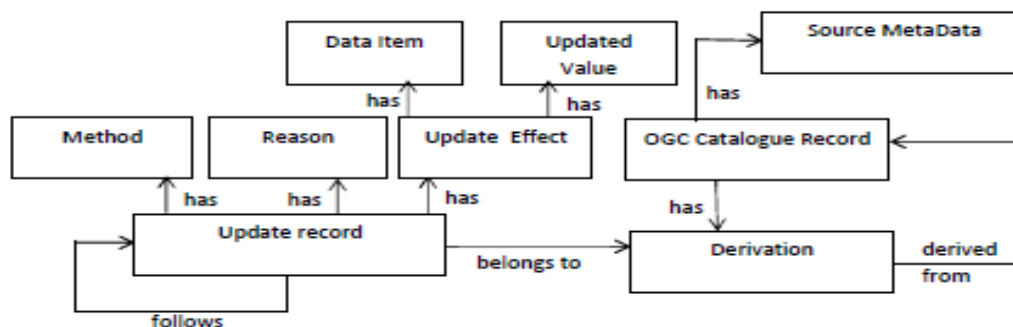 Data Item
Updated
Value
Source MetaData
has
has
has
Method
Reason
Update Effect
OGC Catalogue Record
has
has
has
has
Update record
Derivation
belongs to
derived
from
follows